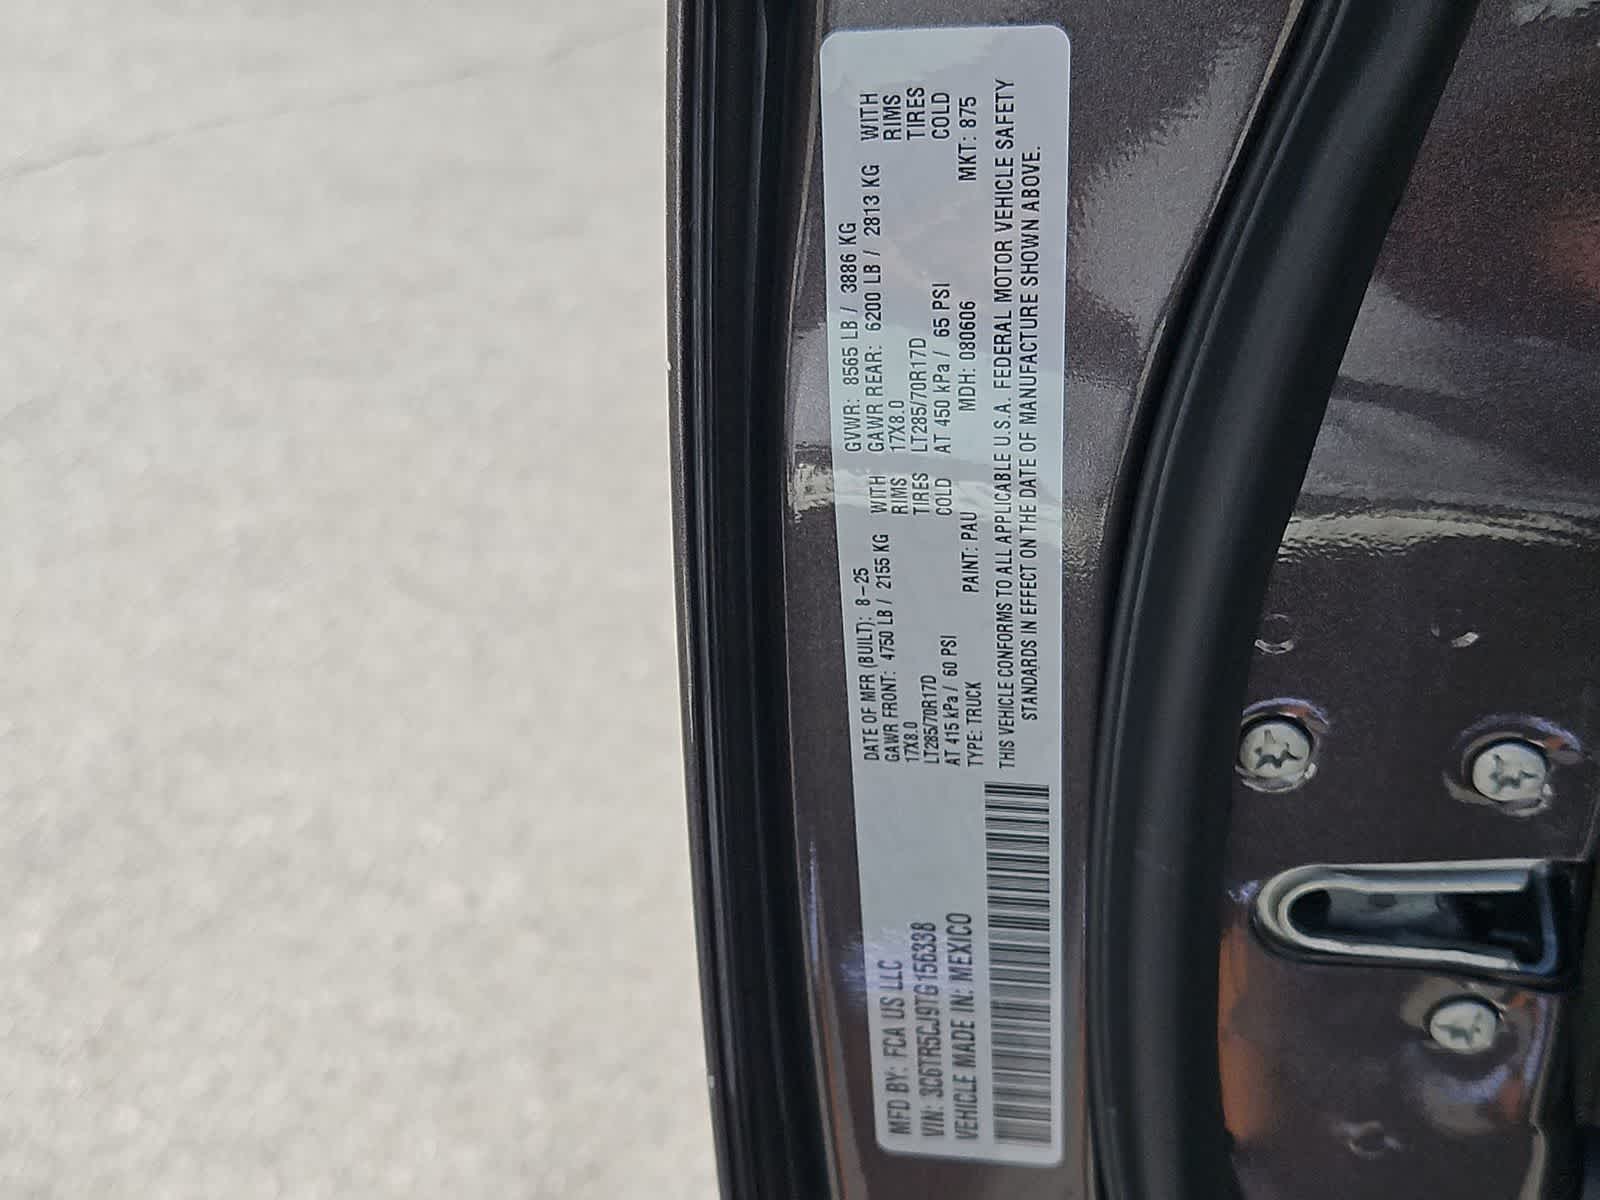 MFD BY: FCA US LLC
VIN: 3C6TR5CJ9TG156338
VEHICLE MADE IN: MEXICO
DATE OF MFR (BUILT): 8-25 GVWR: 8565 LB / 3886 KG
GAWR FRONT: 4750 LB / 2155 KG WITH GAWR REAR: 6200 LB / 2813 KG WITH
17X8.0 RIMS 17X8.0 RIMS
LT285/70R17D TIRES LT285/70R17D TIRES
AT 415 kPa / 60 PSI COLD AT 450 kPa / 65 PSI COLD
TYPE: TRUCK PAINT: PAU MDH: 080606 MKT: 875
THIS VEHICLE CONFORMS TO ALL APPLICABLE U.S.A. FEDERAL MOTOR VEHICLE SAFETY
STANDARDS IN EFFECT ON THE DATE OF MANUFACTURE SHOWN ABOVE.